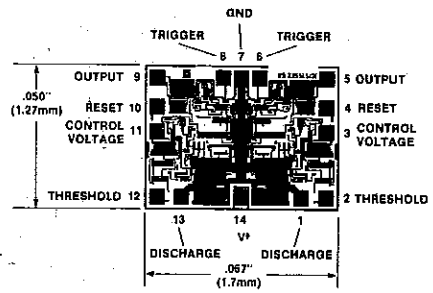 GND
TRIGGER TRIGGER
8 7 6
OUTPUT 9 5 OUTPUT
RESET 10 4 RESET
CONTROL VOLTAGE 11 3 CONTROL VOLTAGE
THRESHOLD 12 2 THRESHOLD
13 14 1
V+
DISCHARGE DISCHARGE
.050"
(1.27mm)
.067"
(1.7mm)